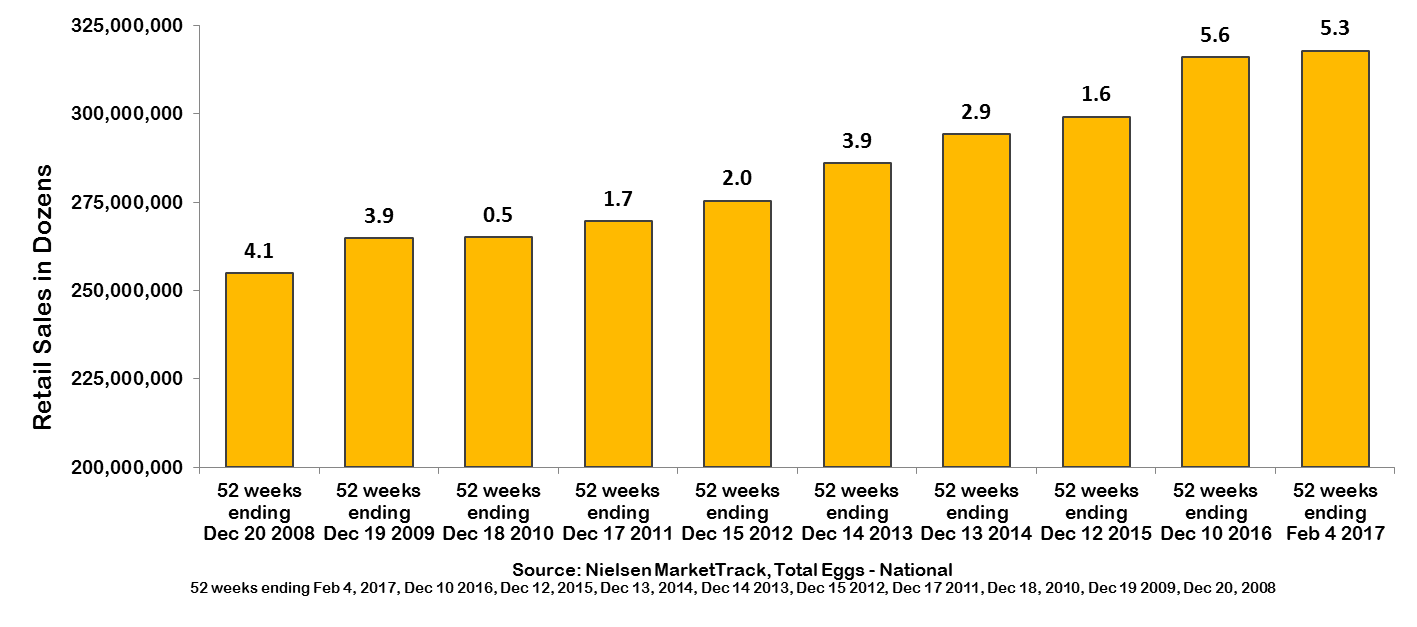 Retail Sales in Dozens
325,000,000
300,000,000
275,000,000
250,000,000
225,000,000
200,000,000
4.1
3.9
0.5
1.7
2.0
3.9
2.9
1.6
5.6
5.3
52 weeks ending Dec 20 2008
52 weeks ending Dec 19 2009
52 weeks ending Dec 18 2010
52 weeks ending Dec 17 2011
52 weeks ending Dec 15 2012
52 weeks ending Dec 14 2013
52 weeks ending Dec 13 2014
52 weeks ending Dec 12 2015
52 weeks ending Dec 10 2016
52 weeks ending Feb 4 2017
Source: Nielsen MarketTrack, Total Eggs - National
52 weeks ending Feb 4, 2017, Dec 10 2016, Dec 12, 2015, Dec 13, 2014, Dec 14 2013, Dec 15 2012, Dec 17 2011, Dec 18, 2010, Dec 19 2009, Dec 20, 2008